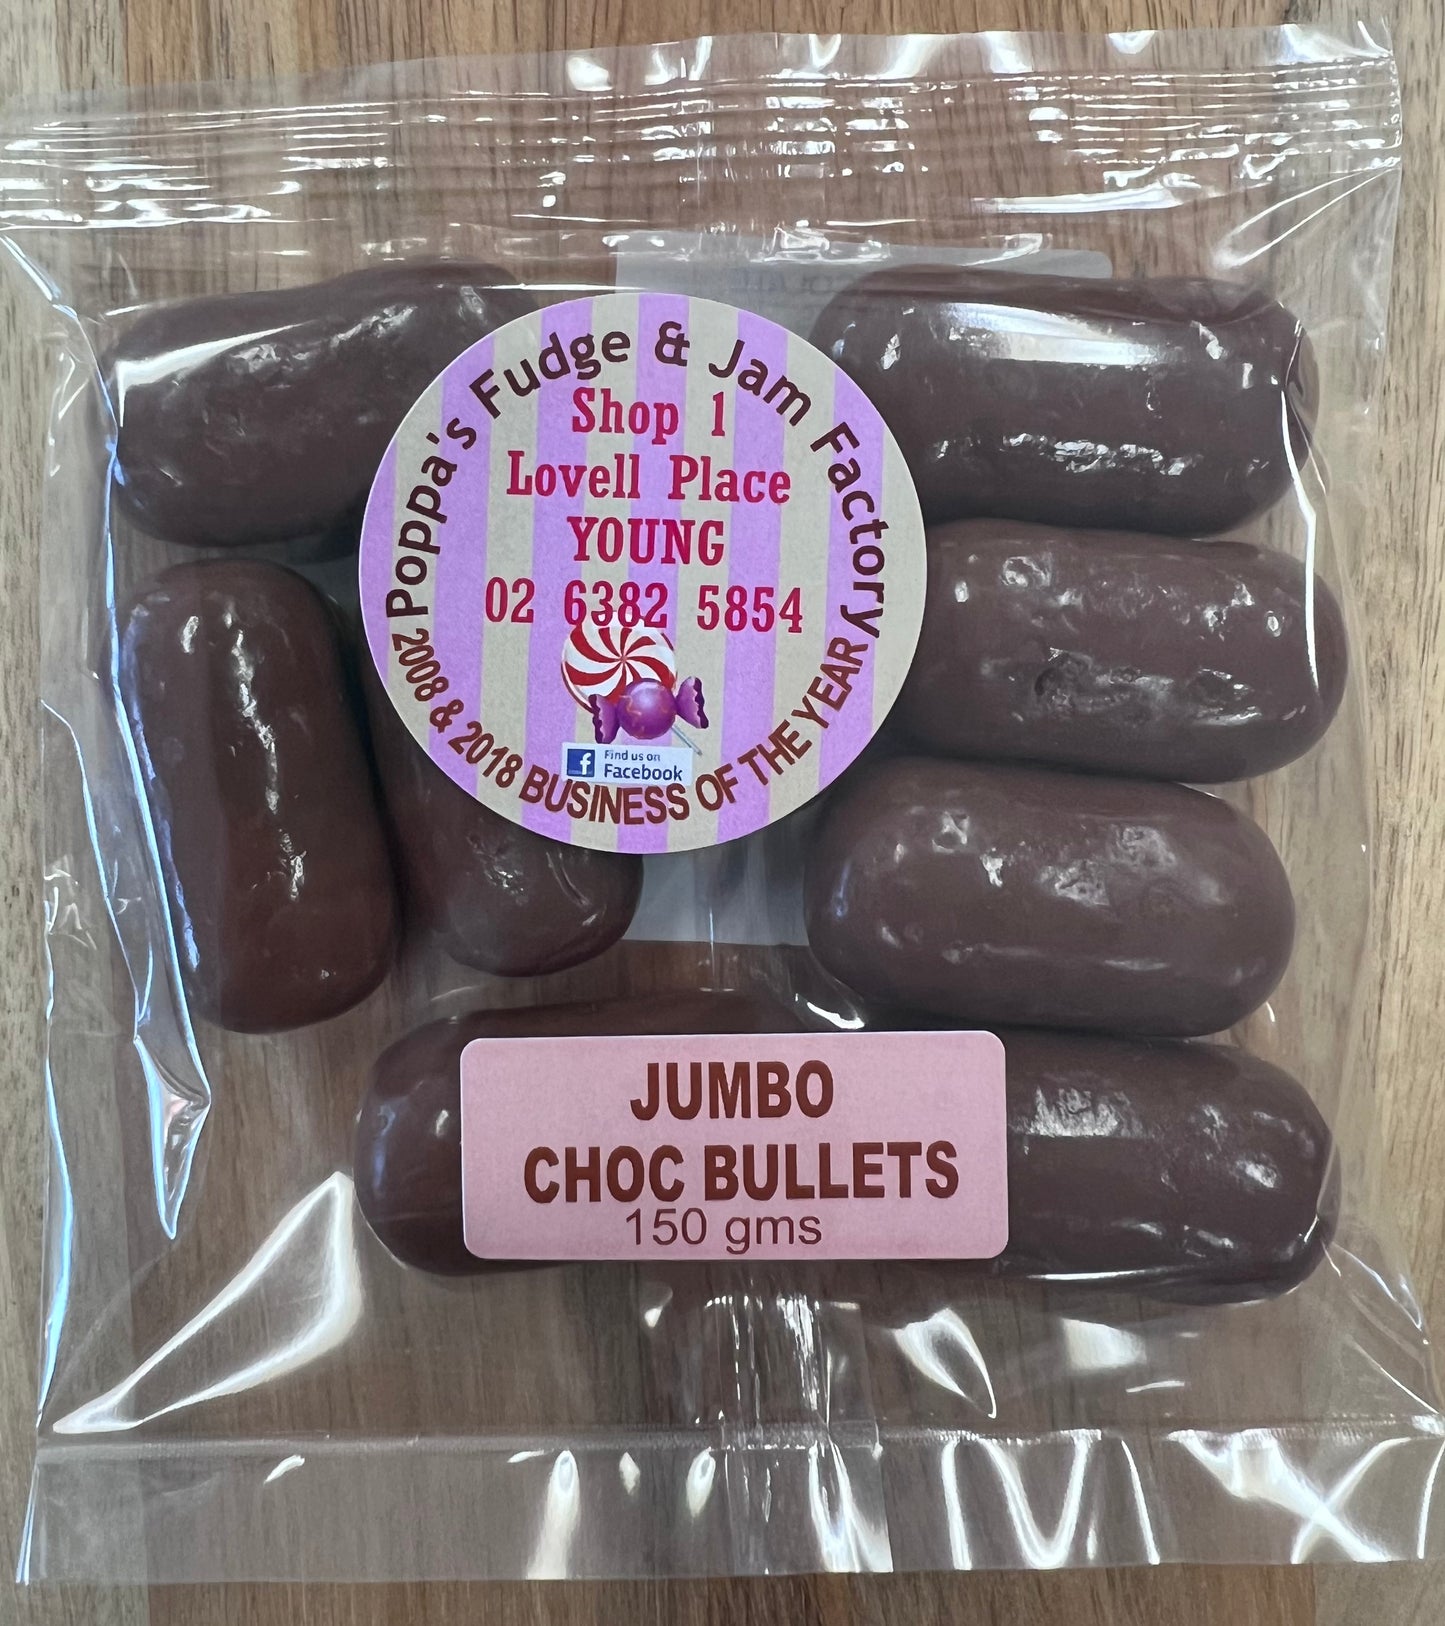 Poppa's Fudge & Jam Factory
Shop 1
Lovell Place
YOUNG
02 6382 5854
Find us on
Facebook
2008 & 2018 BUSINESS OF THE YEAR
JUMBO
CHOC BULLETS
150 gms